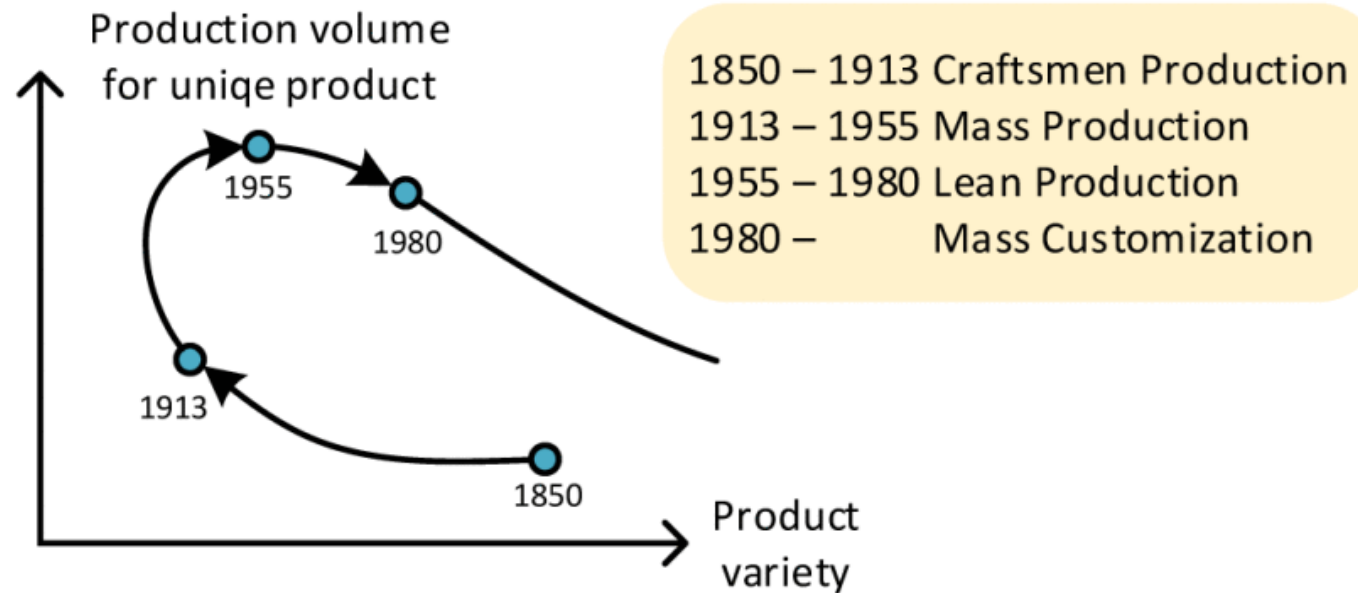 Production volume
for uniqe product
1850 – 1913 Craftsmen Production
1913 – 1955 Mass Production
1955 – 1980 Lean Production
1980 – Mass Customization
1955
1980
1913
1850
Product
variety